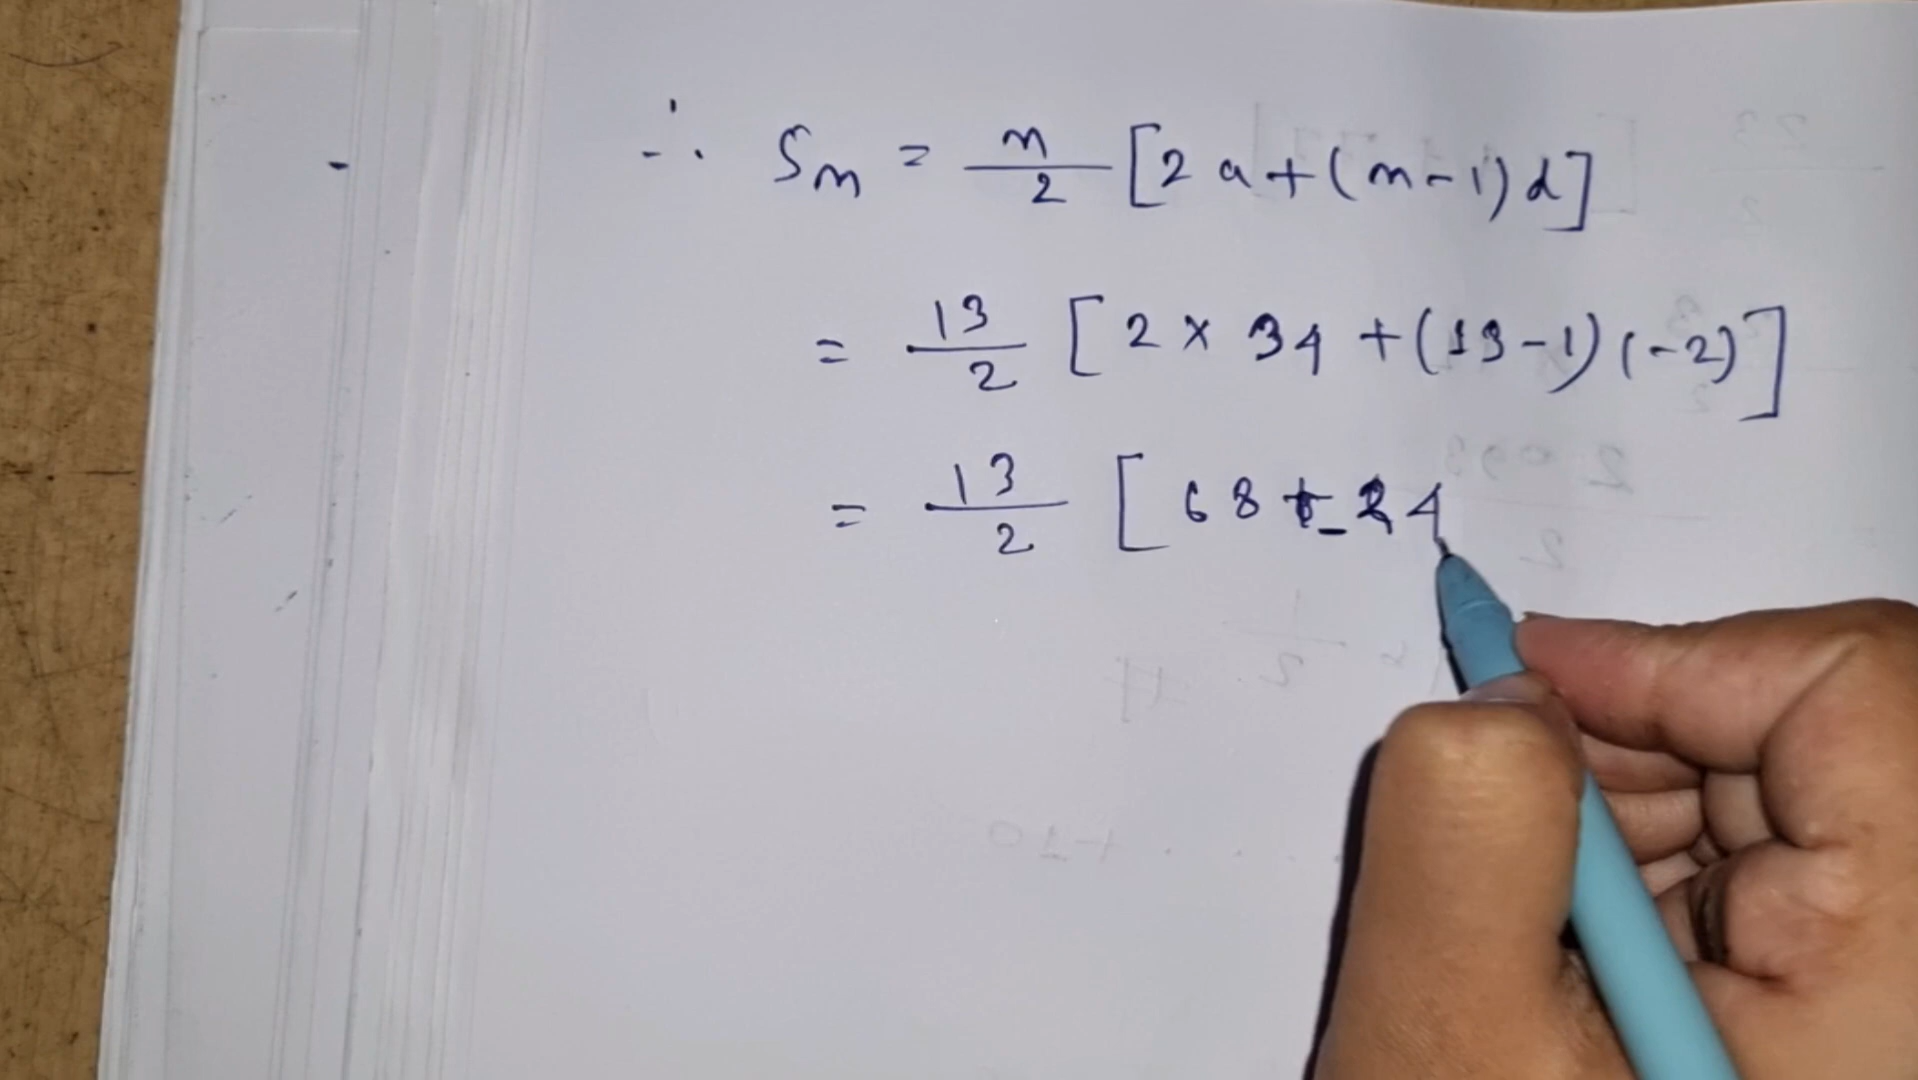 ∴ Sn = n/2 [2a+(n-1)d]
= 13/2 [2 × 34 + (13-1)(-2)]
= 13/2 [68 - 24